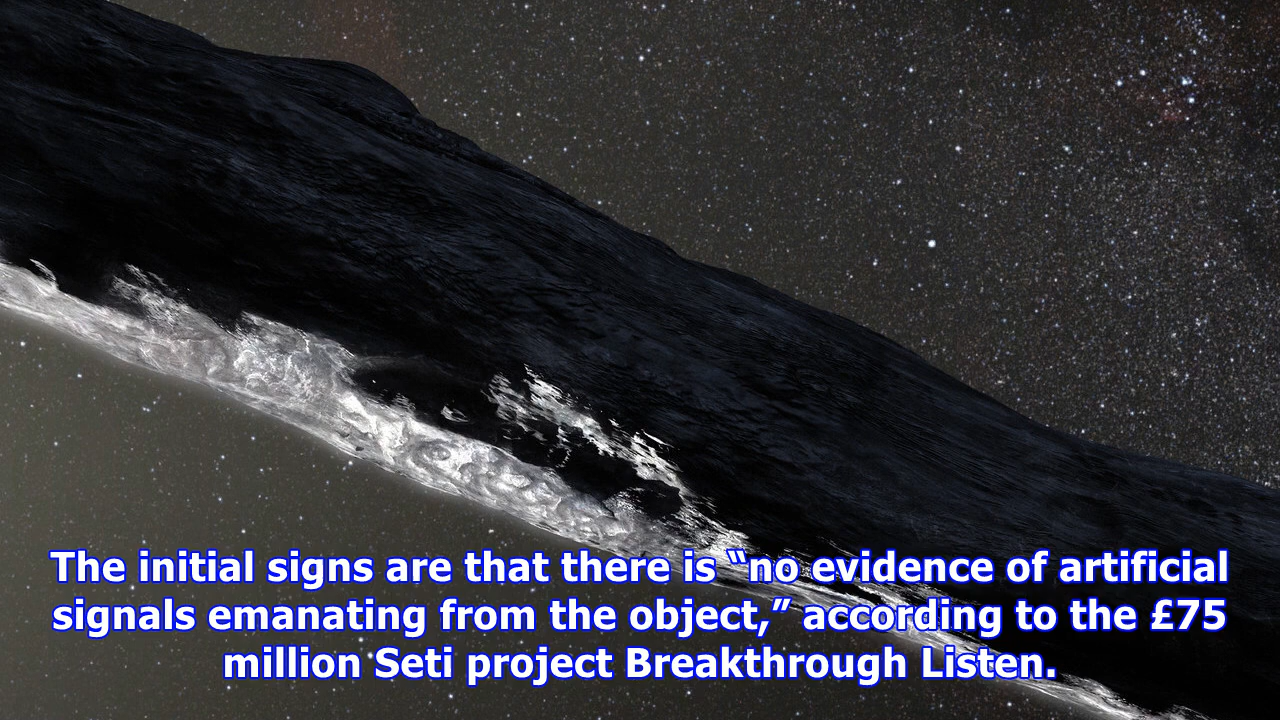 The initial signs are that there is “no evidence of artificial
signals emanating from the object,” according to the £75
million Seti project Breakthrough Listen.